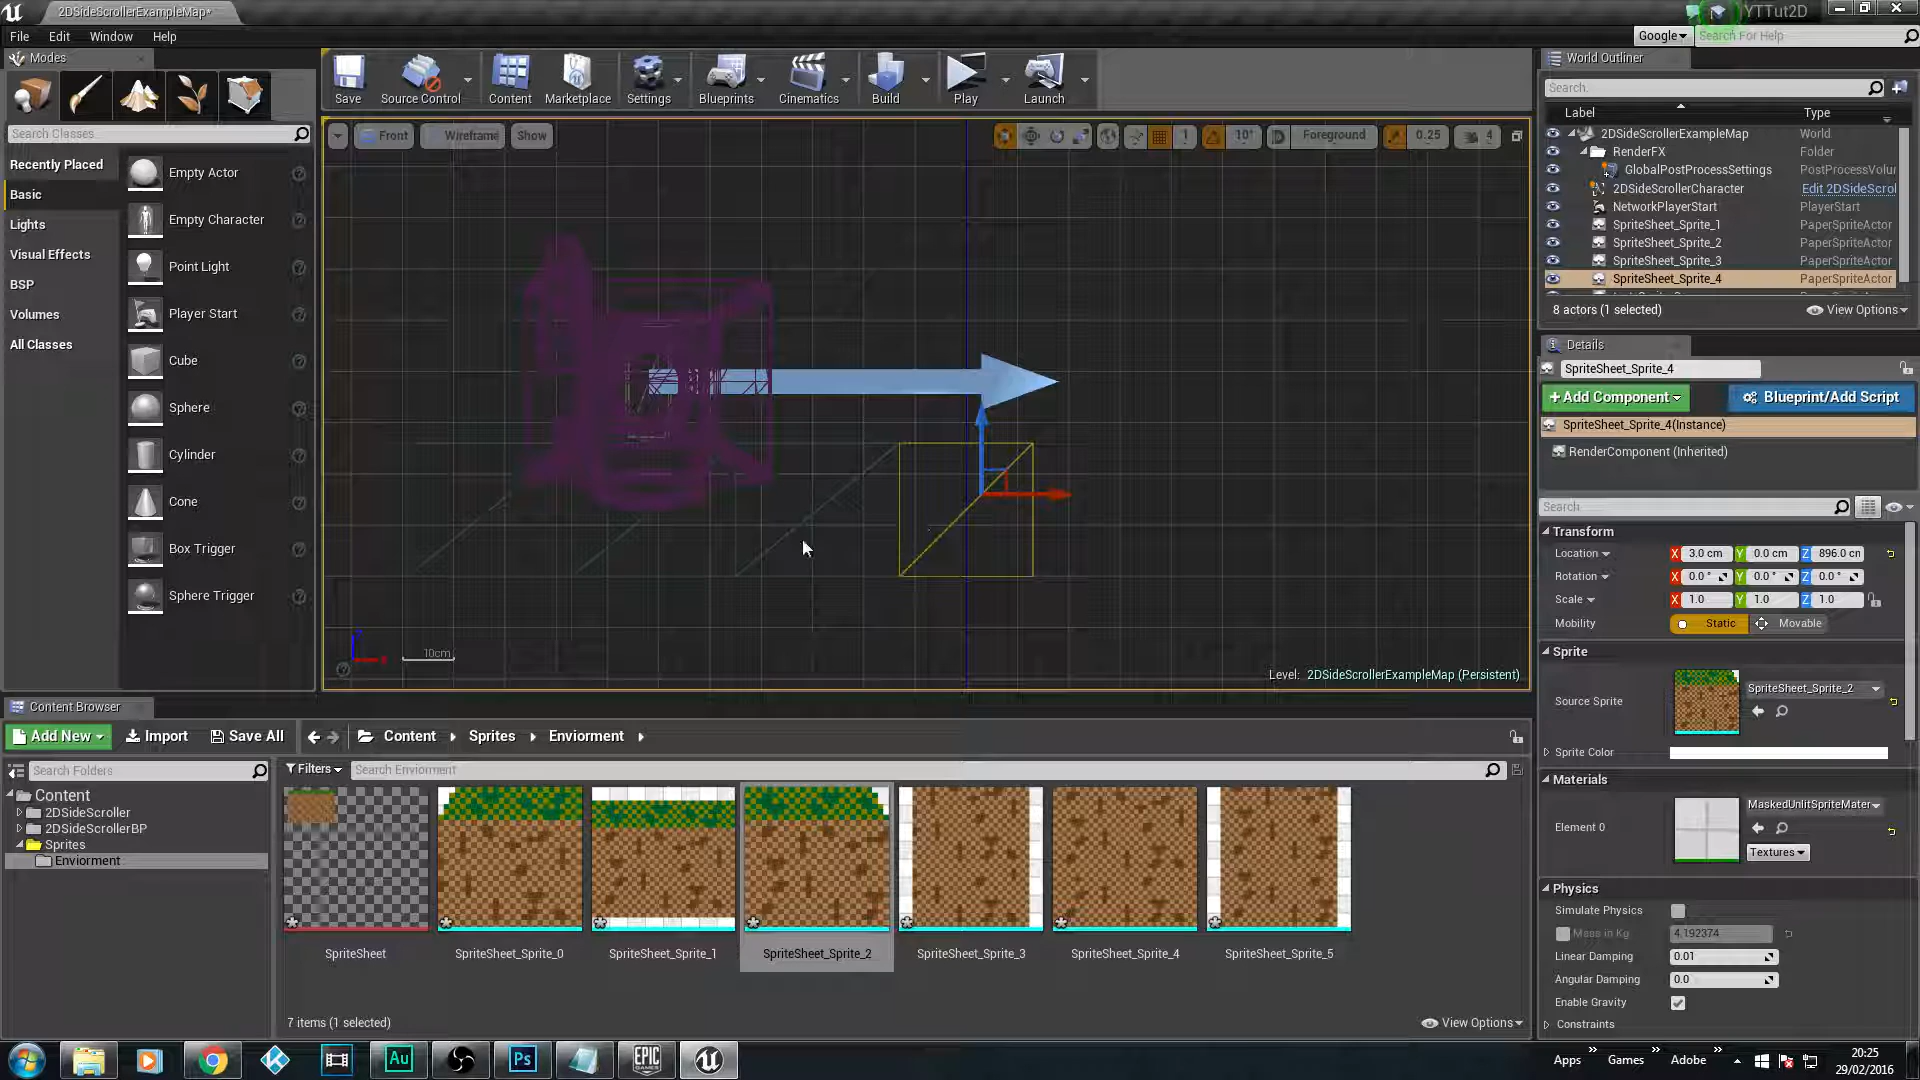 2DSideScrollerExampleMap*
YTTut2D
File Edit Window Help
Google
Search For Help
Modes
Search Classes
Recently Placed
Basic
Lights
Visual Effects
BSP
Volumes
All Classes
Empty Actor
Empty Character
Point Light
Player Start
Cube
Sphere
Cylinder
Cone
Box Trigger
Sphere Trigger
Save
Source Control
Content
Marketplace
Settings
Blueprints
Cinematics
Build
Play
Launch
Front
Wireframe
Show
1
10°
Foreground
0.25
4
10cm
Level: 2DSideScrollerExampleMap (Persistent)
World Outliner
Search.
Label Type
2DSideScrollerExampleMap World
RenderFX Folder
GlobalPostProcessSettings PostProcessVolur
2DSideScrollerCharacter Edit 2DSideScrol
NetworkPlayerStart PlayerStart
SpriteSheet_Sprite_1 PaperSpriteActor
SpriteSheet_Sprite_2 PaperSpriteActor
SpriteSheet_Sprite_3 PaperSpriteActor
SpriteSheet_Sprite_4 PaperSpriteActor
8 actors (1 selected)
View Options
Details
SpriteSheet_Sprite_4
+Add Component
Blueprint/Add Script
SpriteSheet_Sprite_4(Instance)
RenderComponent (Inherited)
Search
Transform
Location X 3.0 cm Y 0.0 cm Z 896.0 cm
Rotation X 0.0° Y 0.0° Z 0.0°
Scale X 1.0 Y 1.0 Z 1.0
Mobility Static Movable
Sprite
Source Sprite
SpriteSheet_Sprite_2
Sprite Color
Materials
Element 0
MaskedUnlitSpriteMater
Textures
Physics
Simulate Physics
Mass in Kg 4.192374
Linear Damping 0.01
Angular Damping 0.0
Enable Gravity
Constraints
Content Browser
Add New
Import
Save All
Content
Sprites
Enviorment
Search Folders
Filters
Search Enviorment
Content
2DSideScroller
2DSideScrollerBP
Sprites
Enviorment
SpriteSheet
SpriteSheet_Sprite_0
SpriteSheet_Sprite_1
SpriteSheet_Sprite_2
SpriteSheet_Sprite_3
SpriteSheet_Sprite_4
SpriteSheet_Sprite_5
7 items (1 selected)
View Options
Au
Ps
EPIC
GAMES
Apps
Games
Adobe
20:25
29/02/2016